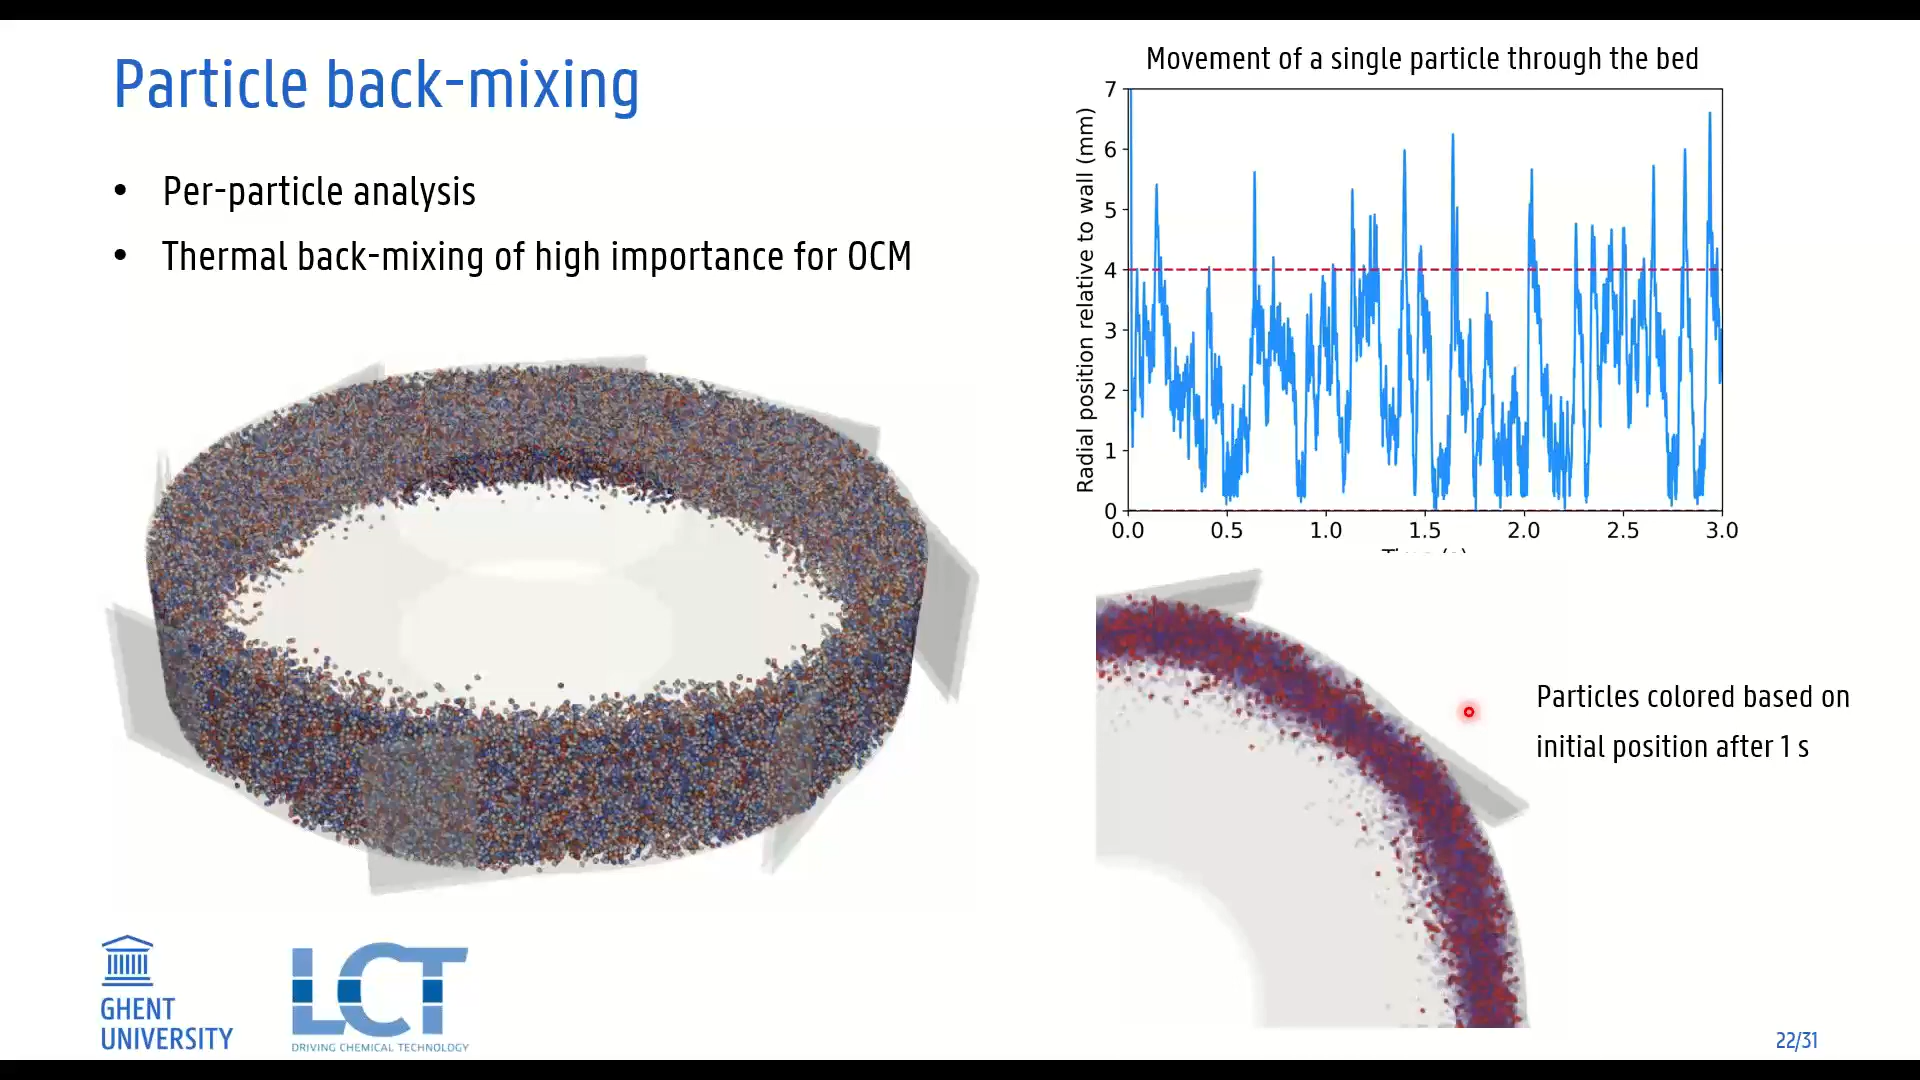 Particle back-mixing
• Per-particle analysis
• Thermal back-mixing of high importance for OCM
Movement of a single particle through the bed
Radial position relative to wall (mm)
7
6
5
4
3
2
1
0
0.0 0.5 1.0 1.5 2.0 2.5 3.0
Particles colored based on
initial position after 1 s
GHENT
UNIVERSITY
LCT
DRIVING CHEMICAL TECHNOLOGY
22/31